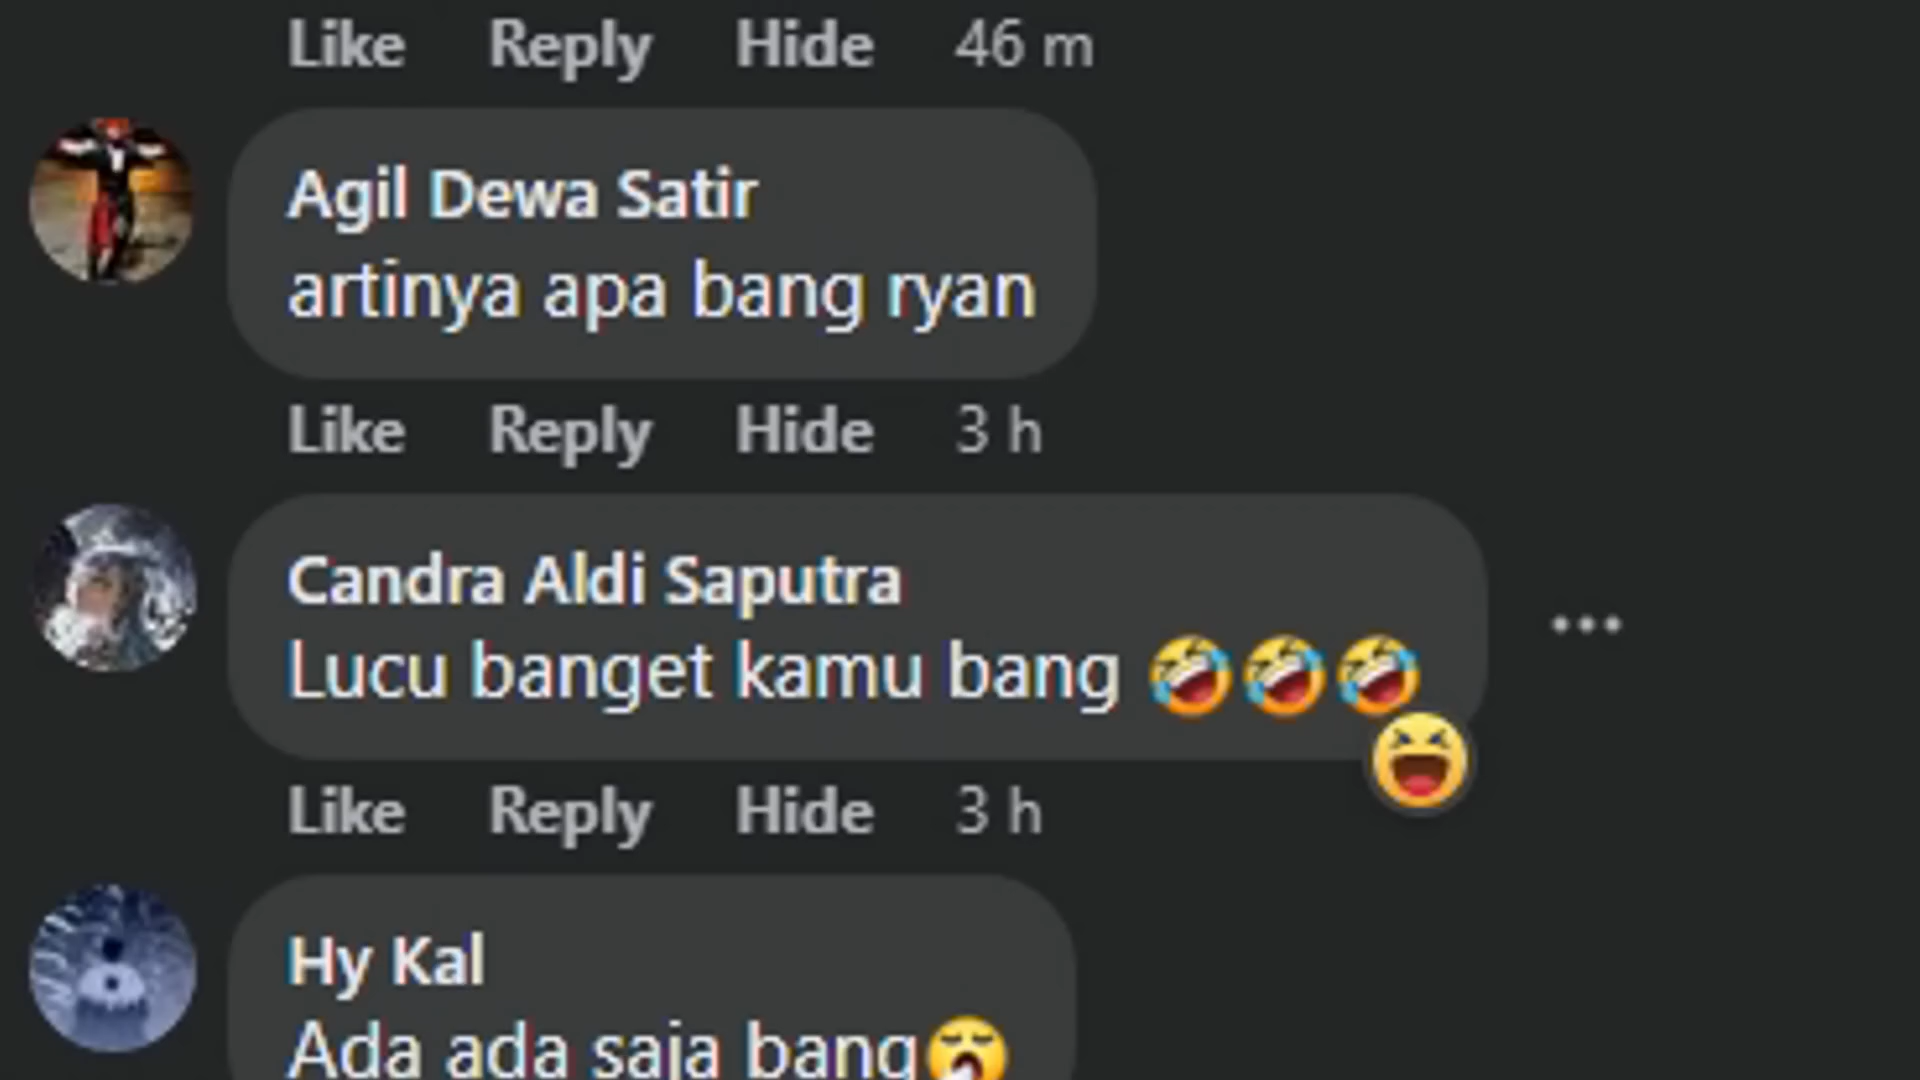 Like Reply Hide 46 m
Agil Dewa Satir
artinya apa bang ryan
Like Reply Hide 3 h
Candra Aldi Saputra
Lucu banget kamu bang 🤣🤣🤣
Like Reply Hide 3 h
Hy Kal
Ada ada saja bang🥱